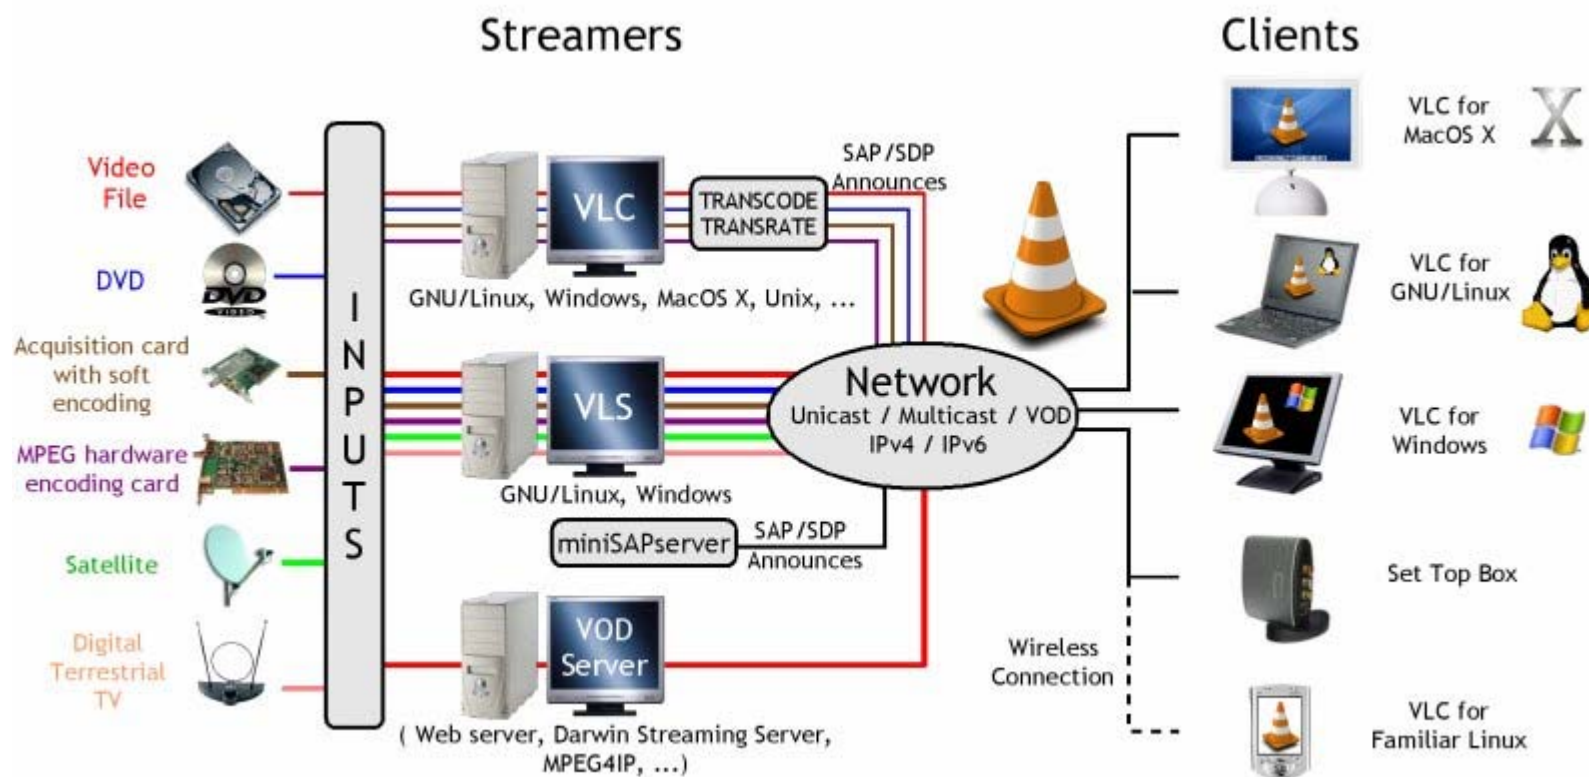 Streamers
Clients
Video
File
DVD
DVD
VIDEO
Acquisition card
with soft
encoding
MPEG hardware
encoding card
Satellite
Digital
Terrestrial
TV
I
N
P
U
T
S
VLC
TRANSCODE
TRANSRATE
SAP/SDP
Announces
GNU/Linux, Windows, MacOS X, Unix, ...
VLS
GNU/Linux, Windows
miniSAPserver
SAP/SDP
Announces
VOD
Server
( Web server, Darwin Streaming Server,
MPEG4IP, ...)
Network
Unicast / Multicast / VOD
IPv4 / IPv6
Wireless
Connection
VLC for
MacOS X
X
VLC for
GNU/Linux
VLC for
Windows
Set Top Box
VLC for
Familiar Linux